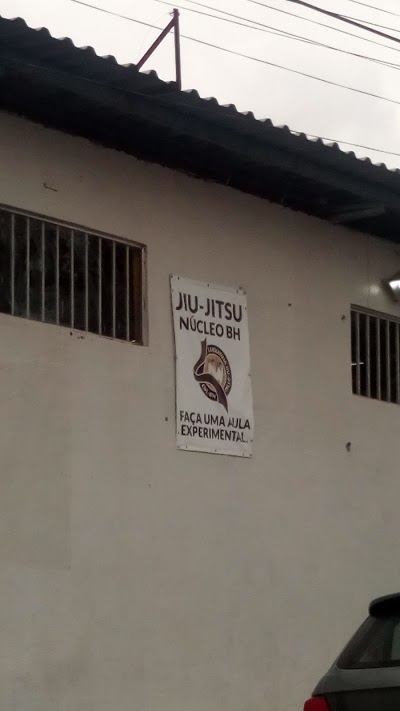 JIU-JITSU
NÚCLEO BH
FAÇA UMA AULA
EXPERIMENTAL